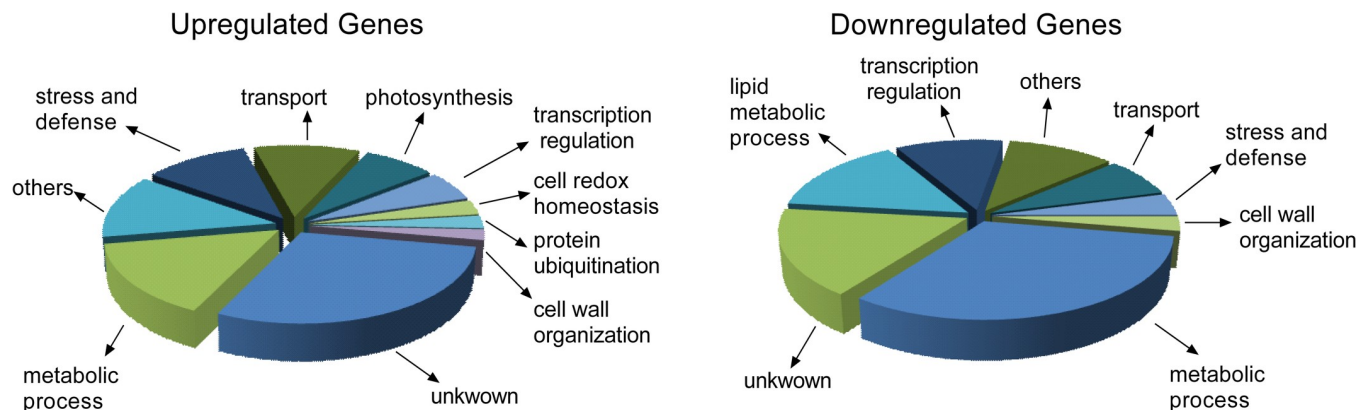 Upregulated Genes
stress and
defense
transport
photosynthesis
transcription
regulation
others
cell redox
homeostasis
protein
ubiquitination
cell wall
organization
metabolic
process
unkwown
Downregulated Genes
lipid
metabolic
process
transcription
regulation
others
transport
stress and
defense
cell wall
organization
unkwown
metabolic
process